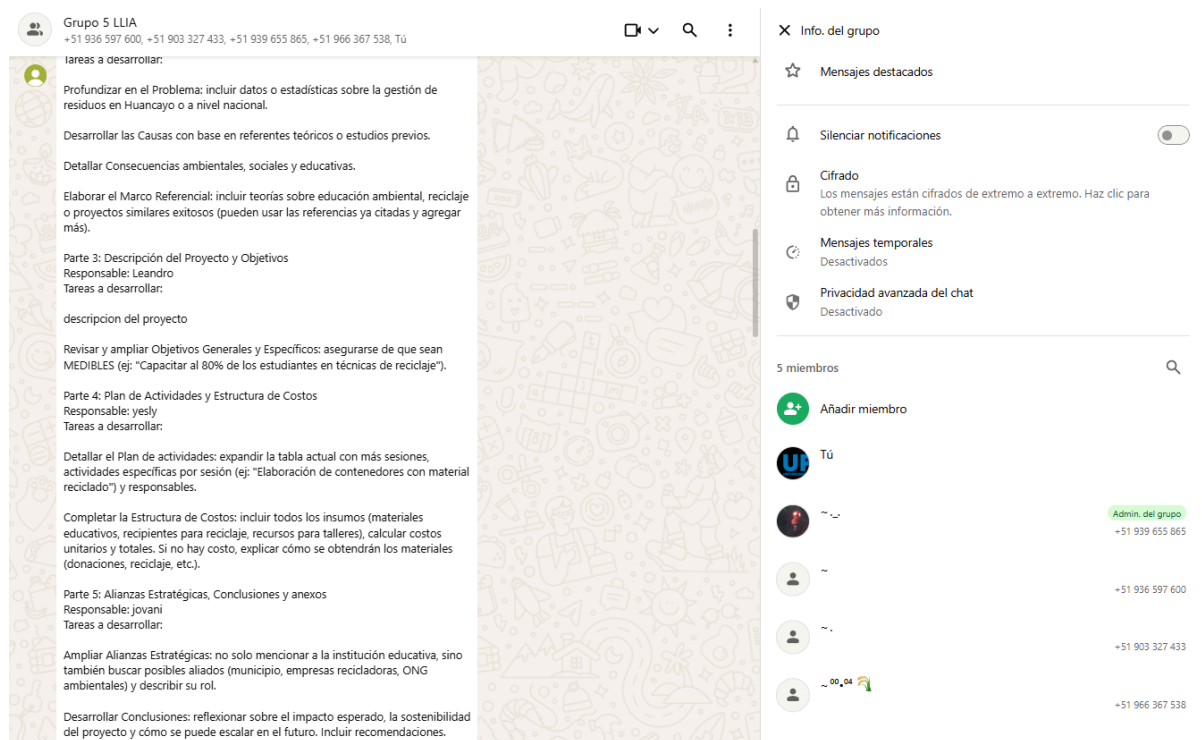 Grupo 5 LLIA
+51 936 597 600, +51 903 327 433, +51 939 655 865, +51 966 367 538, Tú
Tareas a desarrollar:
Profundizar en el Problema: incluir datos o estadísticas sobre la gestión de
residuos en Huancayo o a nivel nacional.
Desarrollar las Causas con base en referentes teóricos o estudios previos.
Detallar Consecuencias ambientales, sociales y educativas.
Elaborar el Marco Referencial: incluir teorías sobre educación ambiental, reciclaje
o proyectos similares exitosos (pueden usar las referencias ya citadas y agregar
más).
Parte 3: Descripción del Proyecto y Objetivos
Responsable: Leandro
Tareas a desarrollar:
descripcion del proyecto
Revisar y ampliar Objetivos Generales y Específicos: asegurarse de que sean
MEDIBLES (ej: "Capacitar al 80% de los estudiantes en técnicas de reciclaje").
Parte 4: Plan de Actividades y Estructura de Costos
Responsable: yesly
Tareas a desarrollar:
Detallar el Plan de actividades: expandir la tabla actual con más sesiones,
actividades específicas por sesión (ej: "Elaboración de contenedores con material
reciclado") y responsables.
Completar la Estructura de Costos: incluir todos los insumos (materiales
educativos, recipientes para reciclaje, recursos para talleres), calcular costos
unitarios y totales. Si no hay costo, explicar cómo se obtendrán los materiales
(donaciones, reciclaje, etc.).
Parte 5: Alianzas Estratégicas, Conclusiones y anexos
Responsable: jovani
Tareas a desarrollar:
Ampliar Alianzas Estratégicas: no solo mencionar a la institución educativa, sino
también buscar posibles aliados (municipio, empresas recicladoras, ONG
ambientales) y describir su rol.
Desarrollar Conclusiones: reflexionar sobre el impacto esperado, la sostenibilidad
del proyecto y cómo se puede escalar en el futuro. Incluir recomendaciones.
Info. del grupo
Mensajes destacados
Silenciar notificaciones
Cifrado
Los mensajes están cifrados de extremo a extremo. Haz clic para
obtener más información.
Mensajes temporales
Desactivados
Privacidad avanzada del chat
Desactivado
5 miembros
Añadir miembro
Tú
~ ._.
Admin. del grupo
+51 939 655 865
~
+51 936 597 600
~ .
+51 903 327 433
~⁰⁰·⁰⁴ 🌾
+51 966 367 538